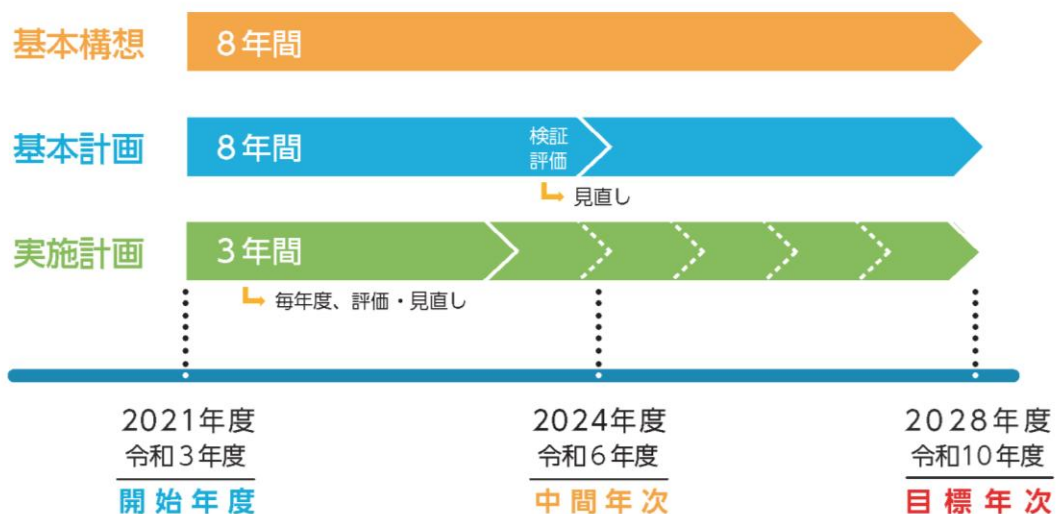 基本構想
8年間
基本計画
8年間
検証
評価
見直し
実施計画
3年間
毎年度、評価・見直し
2021年度
令和3年度
開始年度
2024年度
令和6年度
中間年次
2028年度
令和10年度
目標年次